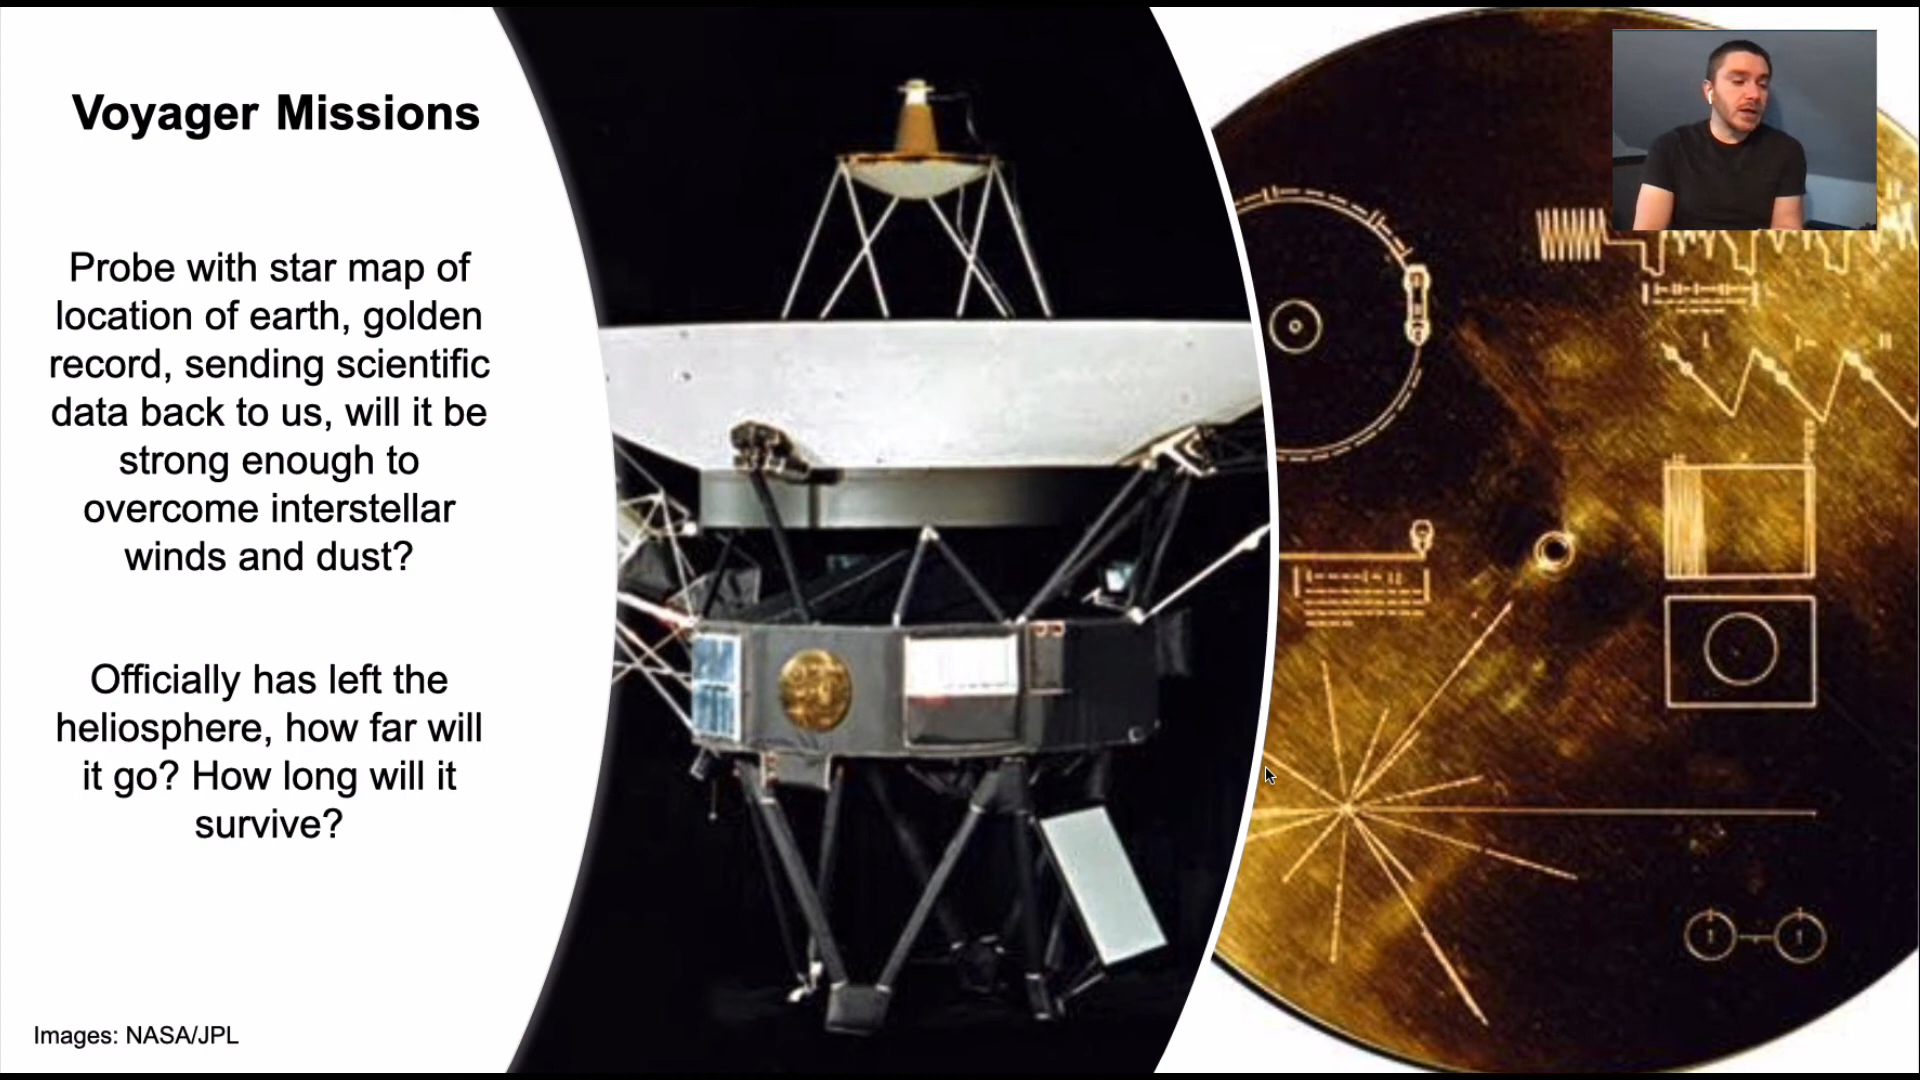 Voyager Missions
Probe with star map of
location of earth, golden
record, sending scientific
data back to us, will it be
strong enough to
overcome interstellar
winds and dust?
Officially has left the
heliosphere, how far will
it go? How long will it
survive?
Images: NASA/JPL